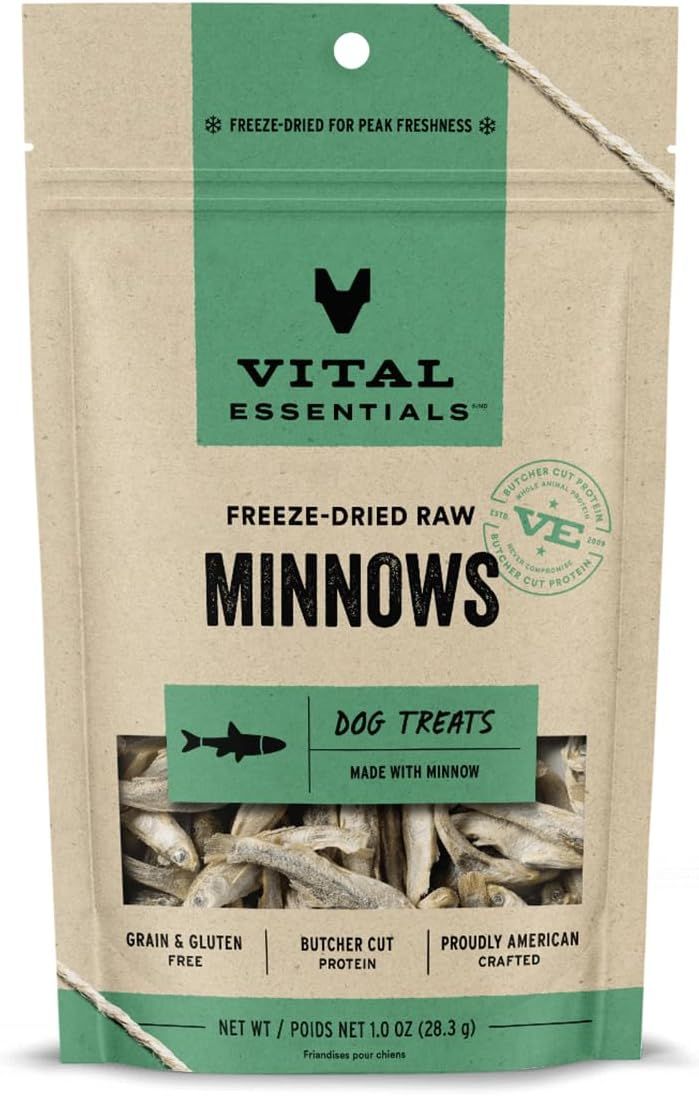 ❄ FREEZE-DRIED FOR PEAK FRESHNESS ❄
VITAL
ESSENTIALS
FREEZE-DRIED RAW
MINNOWS
BUTCHER CUT PROTEIN
WHOLE ANIMAL PROTEIN
ESTD. VE 2009
NEVER COMPROMISE
BUTCHER CUT PROTEIN
DOG TREATS
MADE WITH MINNOW
GRAIN & GLUTEN
FREE
BUTCHER CUT
PROTEIN
PROUDLY AMERICAN
CRAFTED
NET WT / POIDS NET 1.0 OZ (28.3 g)
Friandises pour chiens